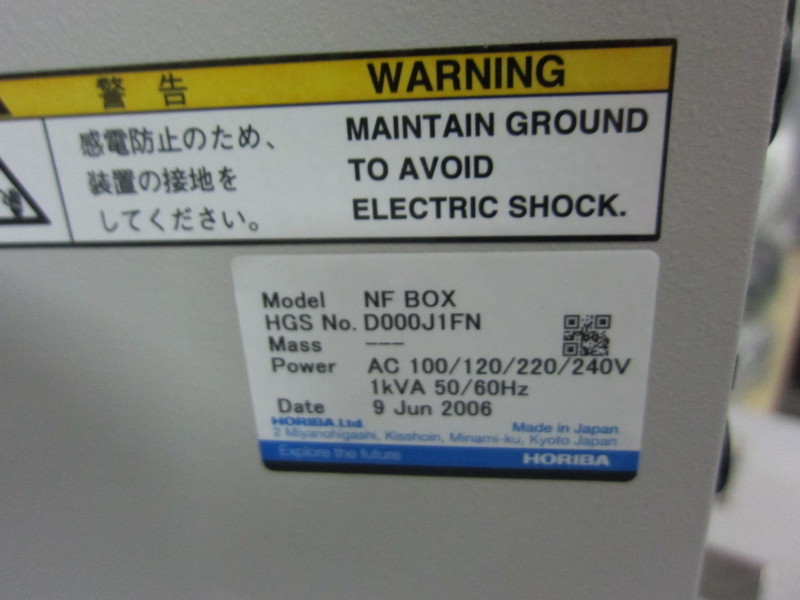 警告 WARNING
感電防止のため、
装置の接地を
してください。
MAINTAIN GROUND
TO AVOID
ELECTRIC SHOCK.
Model NF BOX
HGS No. D000J1FN
Mass ---
Power AC 100/120/220/240V
1kVA 50/60Hz
Date 9 Jun 2006
HORIBA,Ltd. Made in Japan
2 Miyanohigashi, Kisshoin, Minami-ku, Kyoto Japan
Explore the future HORIBA